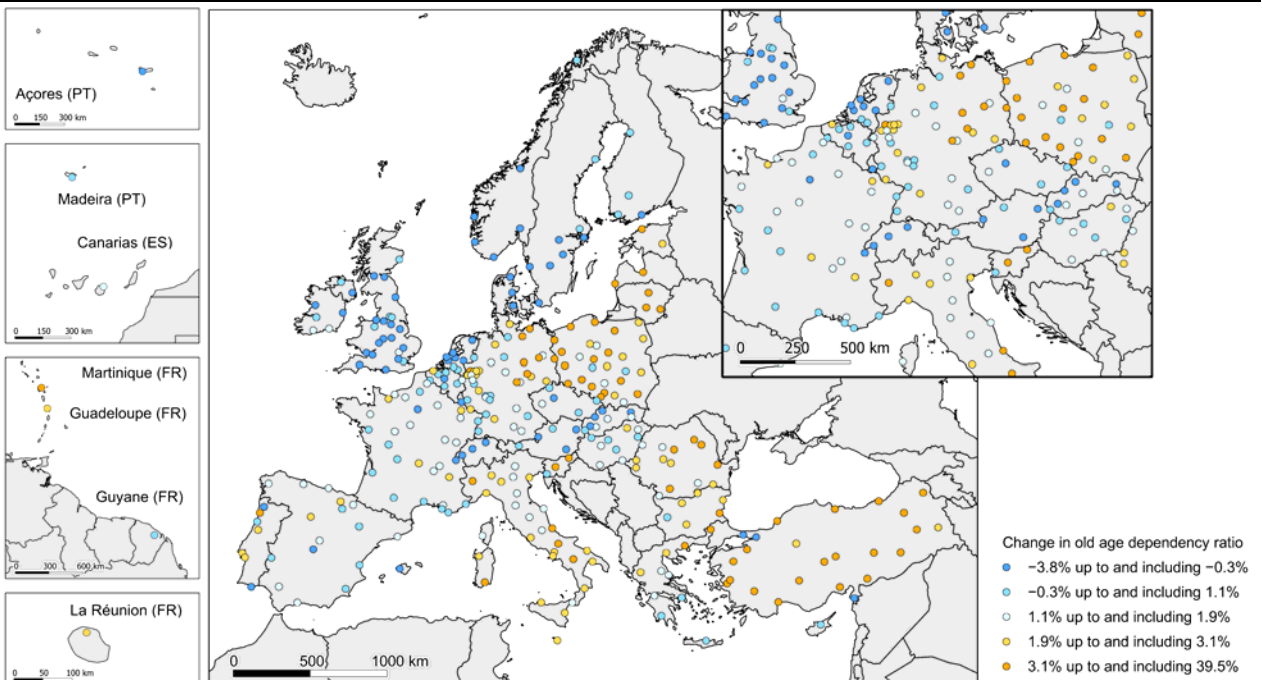 Açores (PT)
0 150 300 km
Madeira (PT)
Canarias (ES)
0 150 300 km
Martinique (FR)
Guadeloupe (FR)
Guyane (FR)
0 300 600 km
La Réunion (FR)
0 50 100 km
0 250 500 km
0 500 1000 km
Change in old age dependency ratio
−3.8% up to and including −0.3%
−0.3% up to and including 1.1%
1.1% up to and including 1.9%
1.9% up to and including 3.1%
3.1% up to and including 39.5%